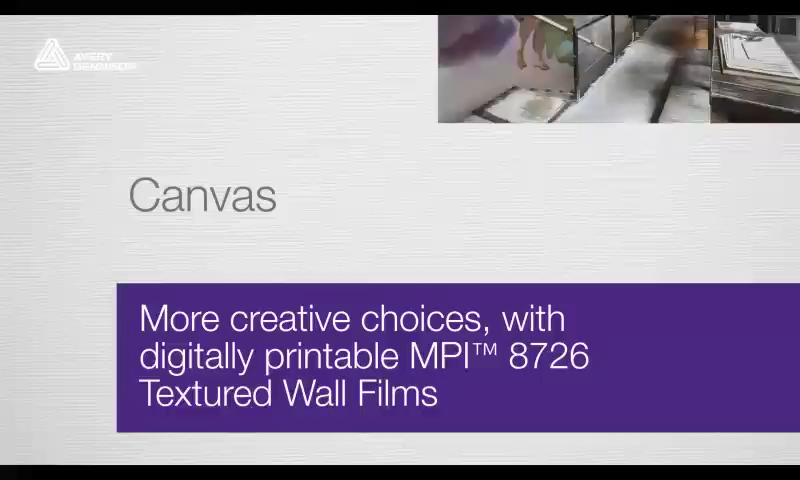 AVERY
DENNISON
Canvas
More creative choices, with
digitally printable MPI™ 8726
Textured Wall Films